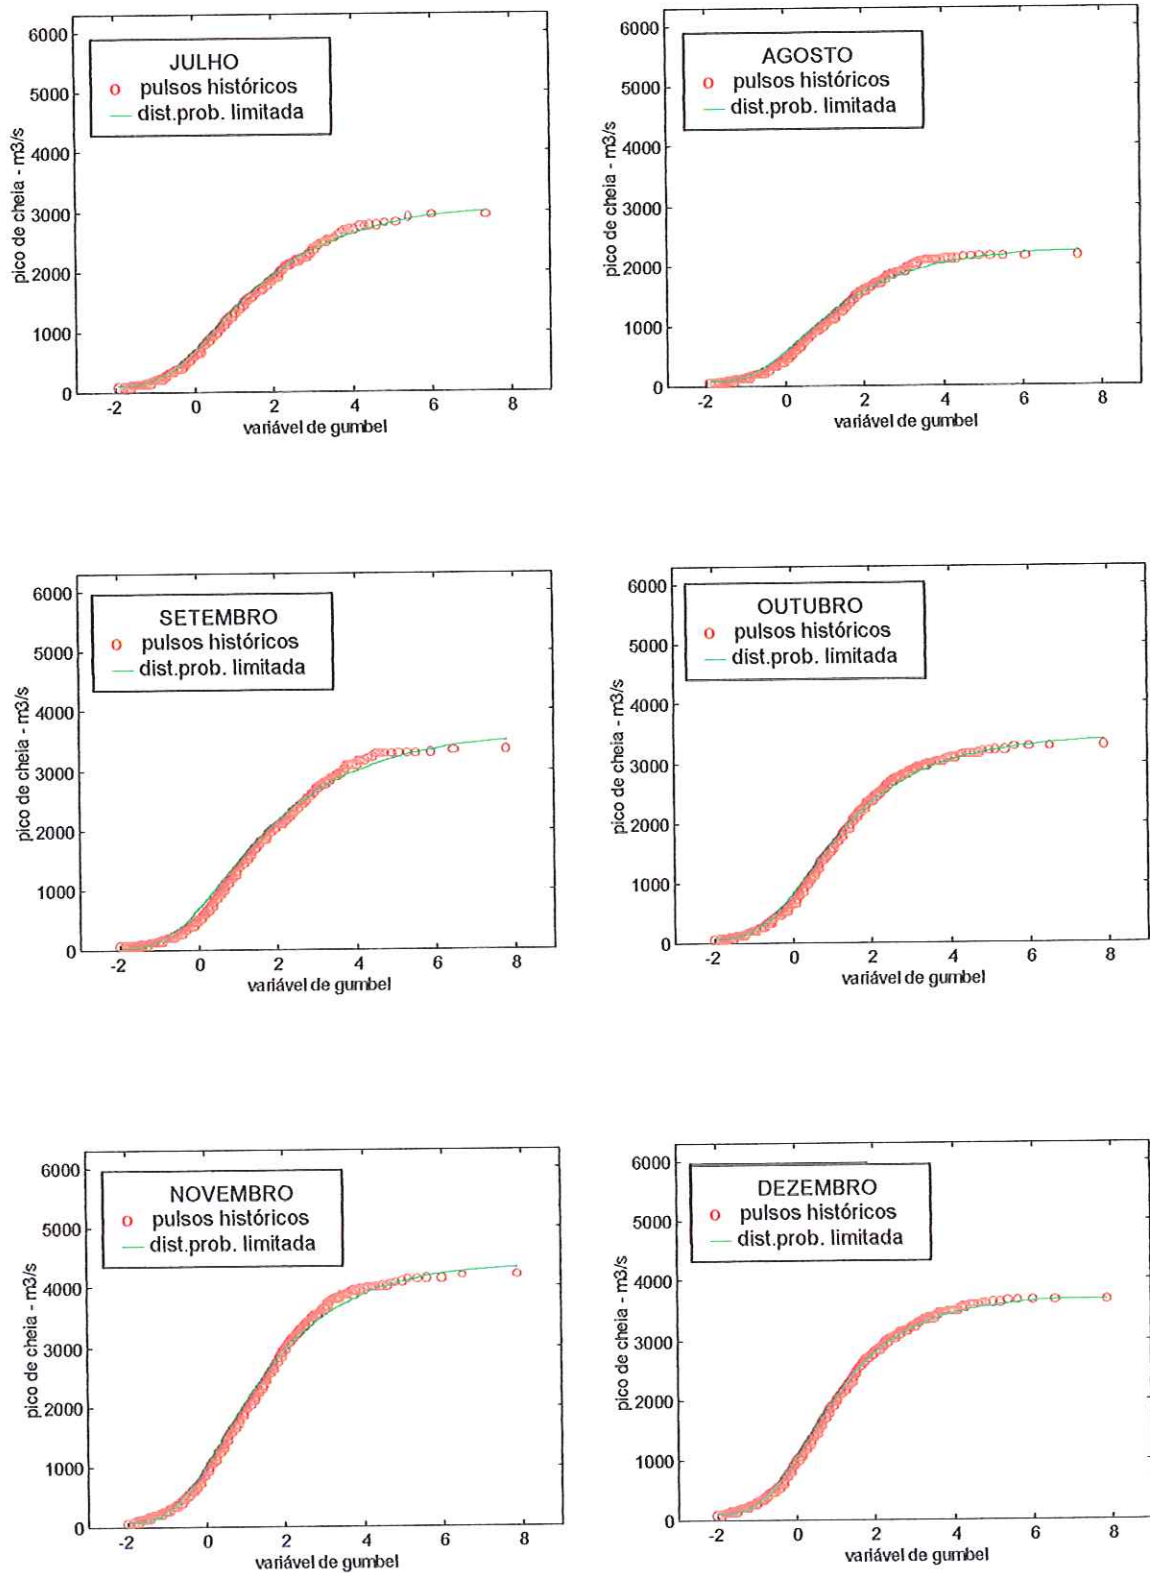 6000
5000
4000
3000
2000
1000
0
pico de cheia - m3/s
JULHO
o pulsos históricos
dist.prob. limitada
-2 0 2 4 6 8
variável de gumbel
6000
5000
4000
3000
2000
1000
0
pico de cheia - m3/s
AGOSTO
o pulsos históricos
dist.prob. limitada
-2 0 2 4 6 8
variável de gumbel
6000
5000
4000
3000
2000
1000
0
pico de cheia - m3/s
SETEMBRO
o pulsos históricos
dist.prob. limitada
-2 0 2 4 6 8
variável de gumbel
6000
5000
4000
3000
2000
1000
0
pico de cheia - m3/s
OUTUBRO
o pulsos históricos
dist.prob. limitada
-2 0 2 4 6 8
variável de gumbel
6000
5000
4000
3000
2000
1000
0
pico de cheia - m3/s
NOVEMBRO
o pulsos históricos
dist.prob. limitada
-2 0 2 4 6 8
variável de gumbel
6000
5000
4000
3000
2000
1000
0
pico de cheia - m3/s
DEZEMBRO
o pulsos históricos
dist.prob. limitada
-2 0 2 4 6 8
variável de gumbel